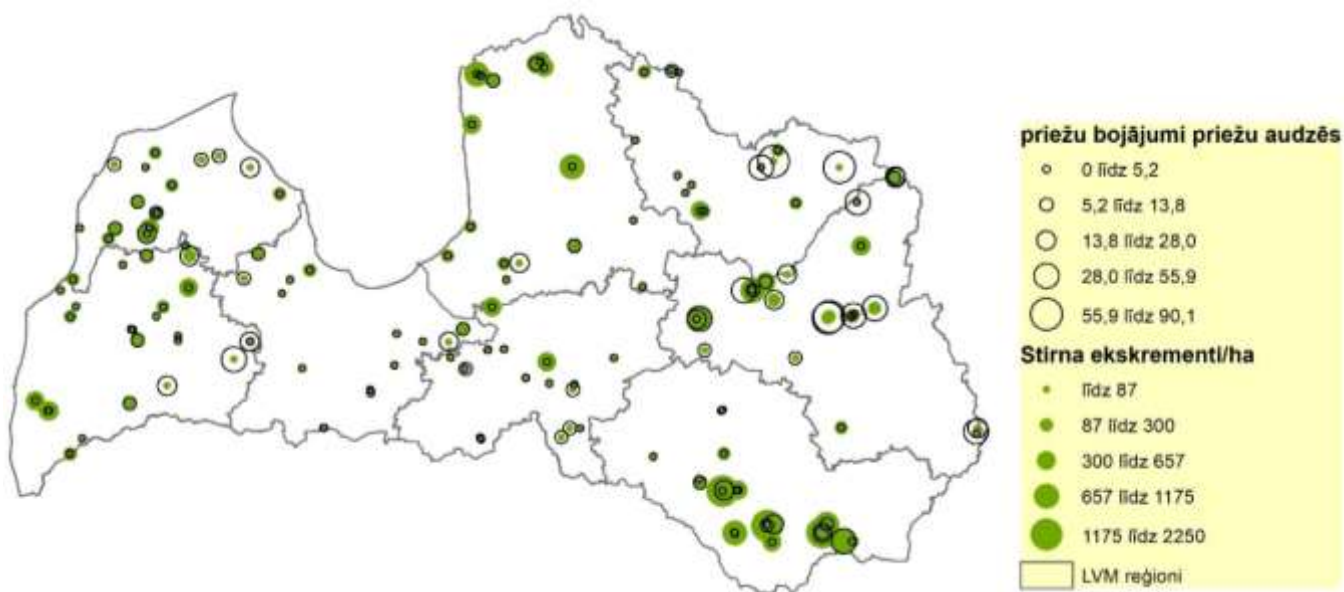 priežu bojājumi priežu audzēs
0 līdz 5,2
5,2 līdz 13,8
13,8 līdz 28,0
28,0 līdz 55,9
55,9 līdz 90,1
Stirna ekskrementi/ha
līdz 87
87 līdz 300
300 līdz 657
657 līdz 1175
1175 līdz 2250
LVM reģioni